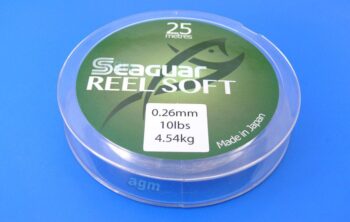 25
metres
Seaguar
REEL SOFT
0.26mm
10lbs
4.54kg
Made in Japan
agm